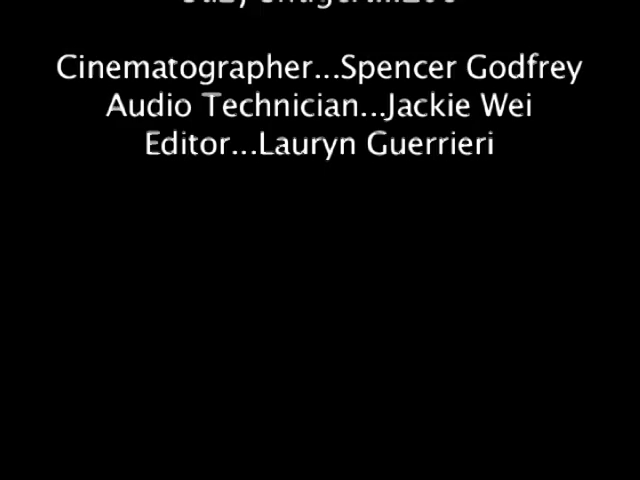 Cinematographer...Spencer Godfrey
Audio Technician...Jackie Wei
Editor...Lauryn Guerrieri